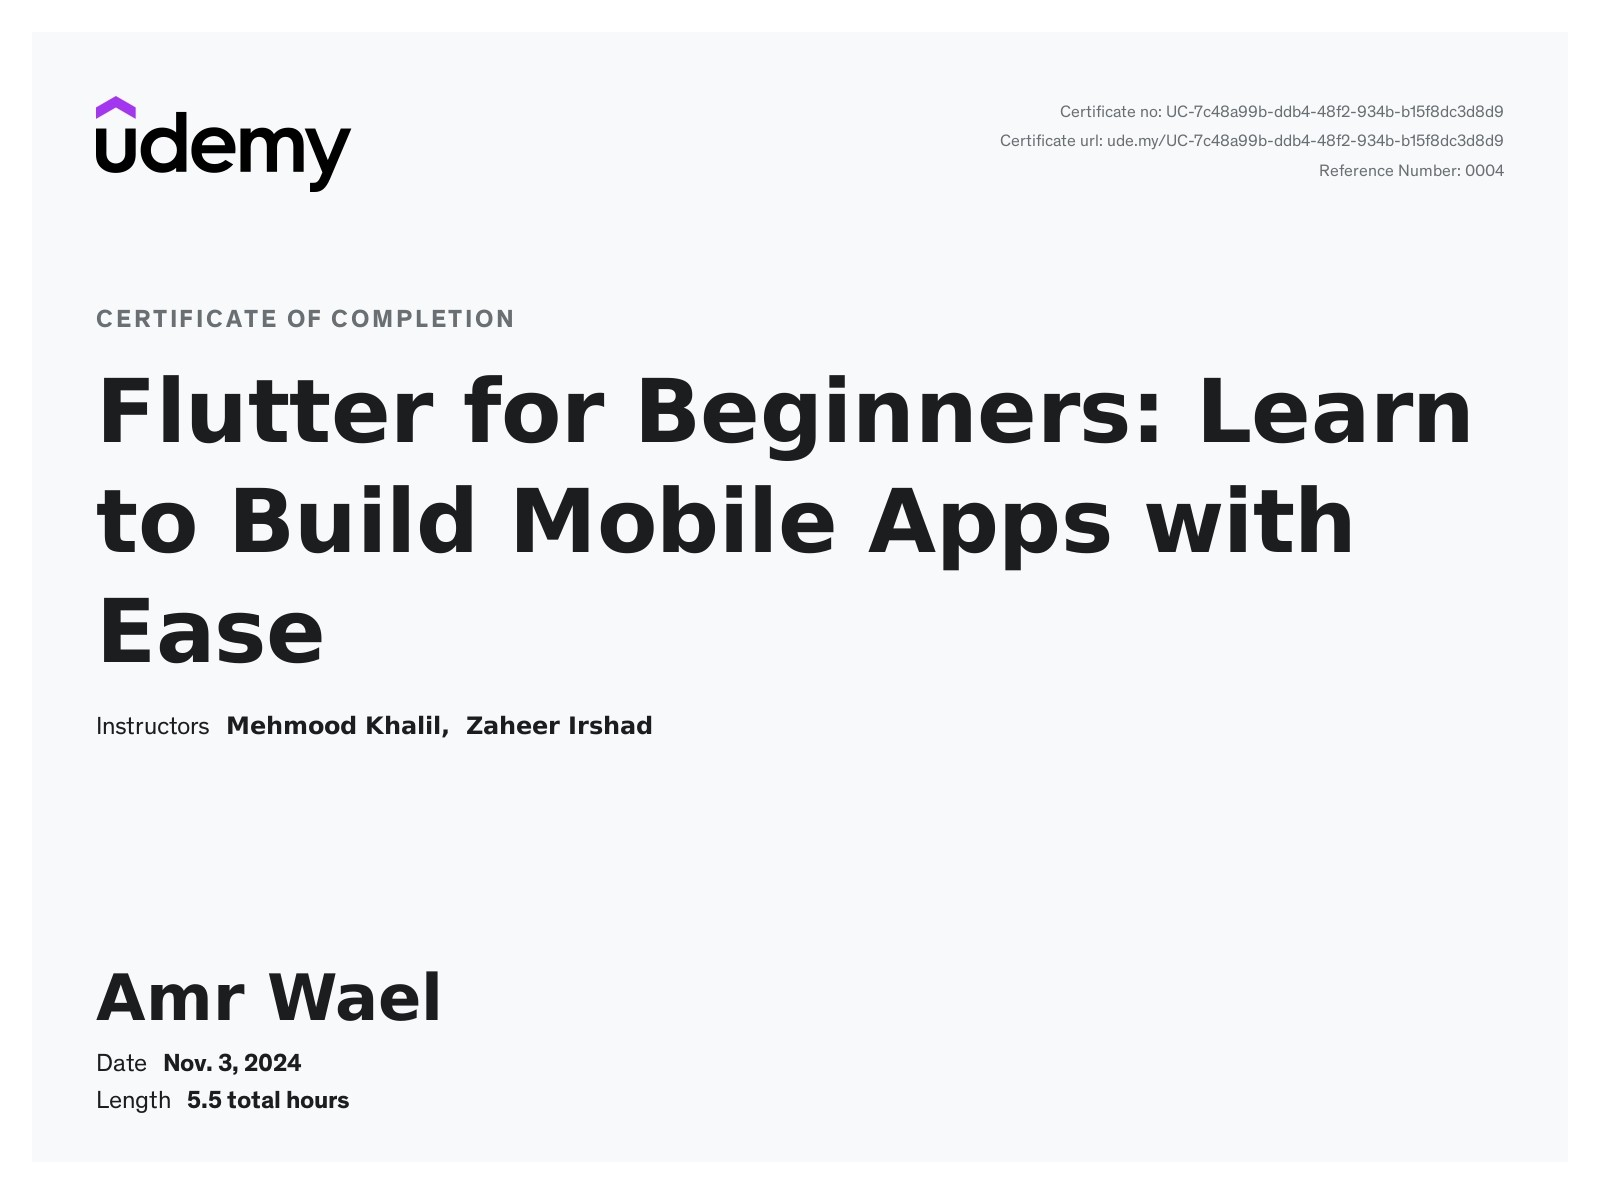 udemy
Certificate no: UC-7c48a99b-ddb4-48f2-934b-b15f8dc3d8d9
Certificate url: ude.my/UC-7c48a99b-ddb4-48f2-934b-b15f8dc3d8d9
Reference Number: 0004
CERTIFICATE OF COMPLETION
Flutter for Beginners: Learn
to Build Mobile Apps with
Ease
Instructors Mehmood Khalil, Zaheer Irshad
Amr Wael
Date Nov. 3, 2024
Length 5.5 total hours